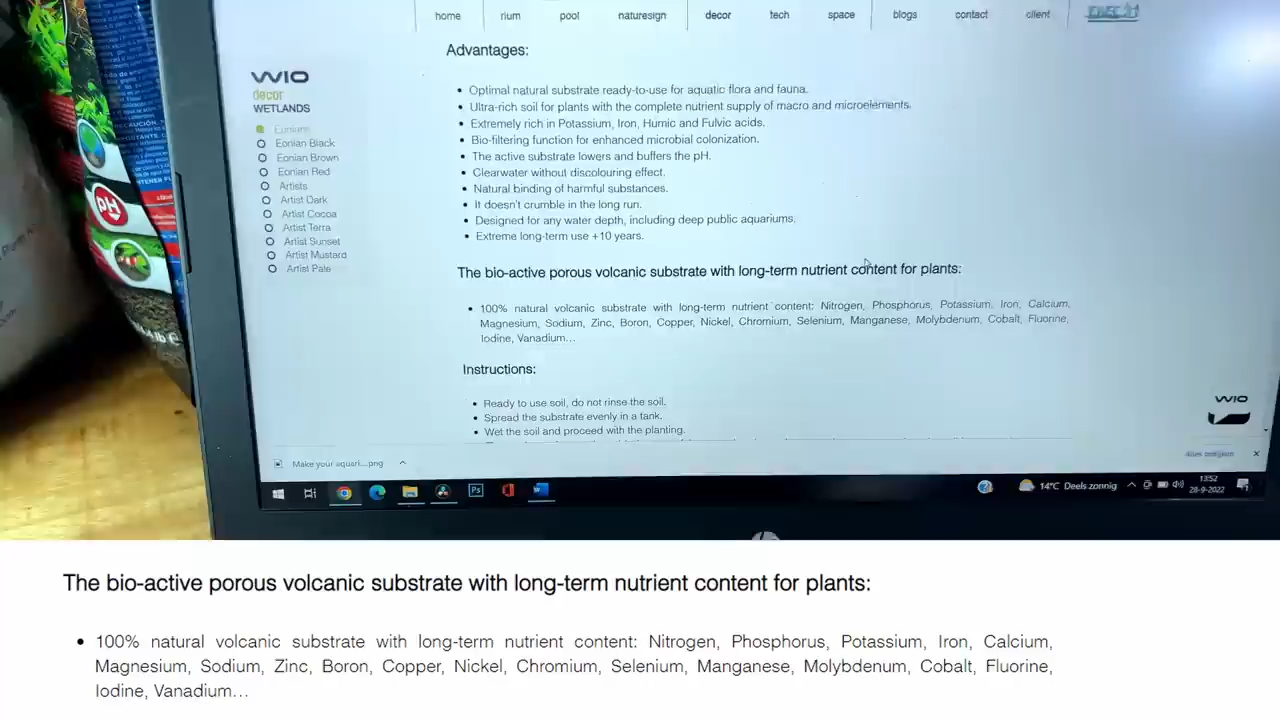 home rium pool naturesign decor tech space blogs contact client
Advantages:
WIO
decor
WETLANDS
Eonian Black
Eonian Brown
Eonian Red
Artists
Artist Dark
Artist Cocoa
Artist Terra
Artist Sunset
Artist Mustard
Artist Pale
• Optimal natural substrate ready-to-use for aquatic flora and fauna.
• Ultra-rich soil for plants with the complete nutrient supply of macro and microelements.
• Extremely rich in Potassium, Iron, Humic and Fulvic acids.
• Bio-filtering function for enhanced microbial colonization.
• The active substrate lowers and buffers the pH.
• Clearwater without discolouring effect.
• Natural binding of harmful substances.
• It doesn't crumble in the long run.
• Designed for any water depth, including deep public aquariums.
• Extreme long-term use +10 years.
The bio-active porous volcanic substrate with long-term nutrient content for plants:
• 100% natural volcanic substrate with long-term nutrient content: Nitrogen, Phosphorus, Potassium, Iron, Calcium,
Magnesium, Sodium, Zinc, Boron, Copper, Nickel, Chromium, Selenium, Manganese, Molybdenum, Cobalt, Fluorine,
Iodine, Vanadium...
Instructions:
• Ready to use soil, do not rinse the soil.
• Spread the substrate evenly in a tank.
• Wet the soil and proceed with the planting.
WIO
Make your aquari....png
Alles weergeven
14°C Deels zonnig
13:52
28-9-2022
pH
The bio-active porous volcanic substrate with long-term nutrient content for plants:
• 100% natural volcanic substrate with long-term nutrient content: Nitrogen, Phosphorus, Potassium, Iron, Calcium,
Magnesium, Sodium, Zinc, Boron, Copper, Nickel, Chromium, Selenium, Manganese, Molybdenum, Cobalt, Fluorine,
Iodine, Vanadium...